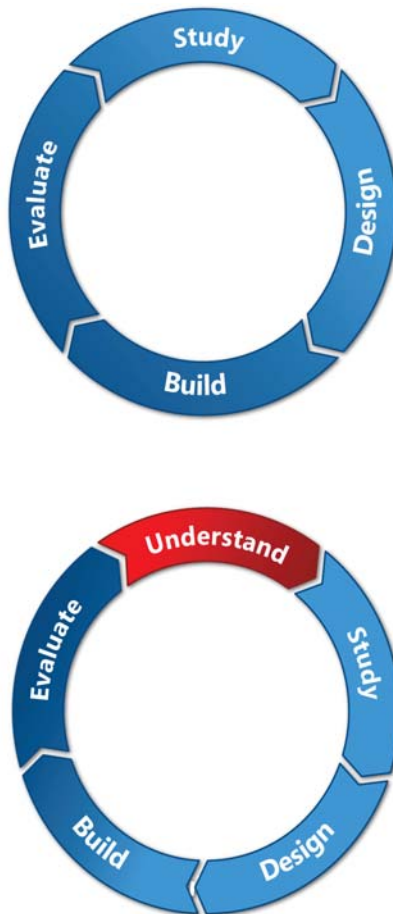 Study
Design
Build
Evaluate
Understand
Study
Design
Build
Evaluate